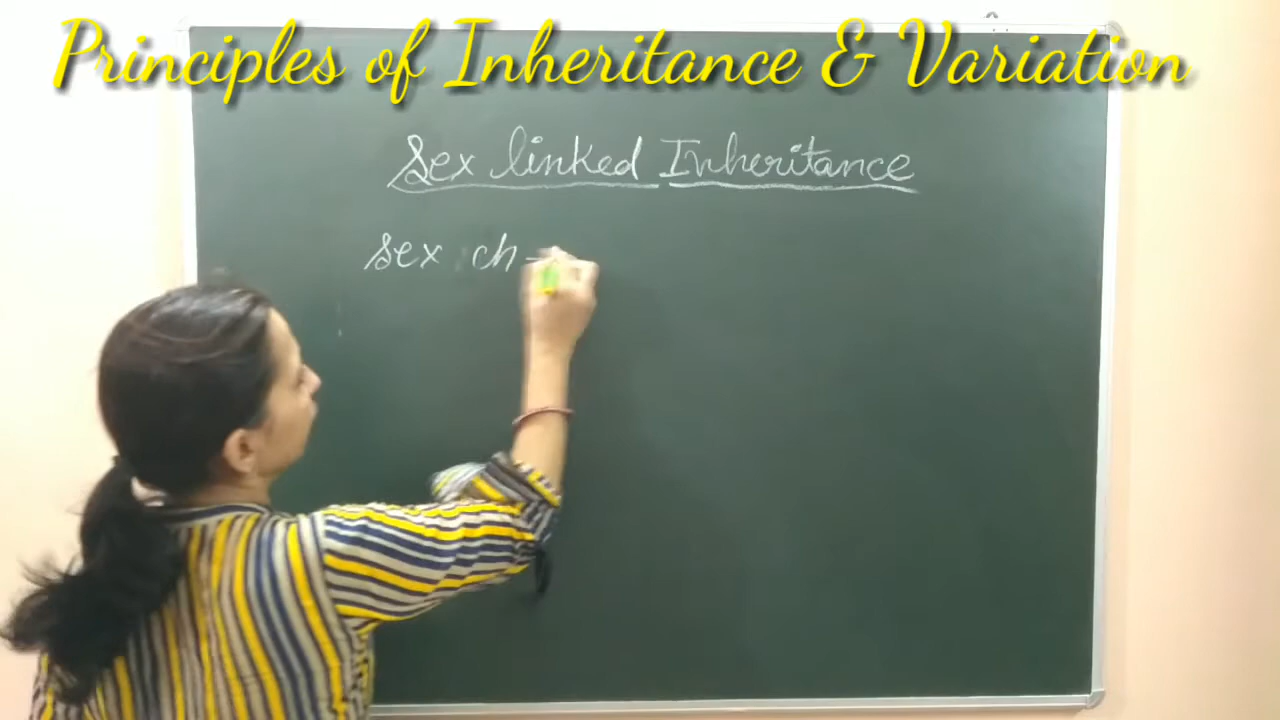 Principles of Inheritance & Variation
Sex linked Inheritance
sex ch-